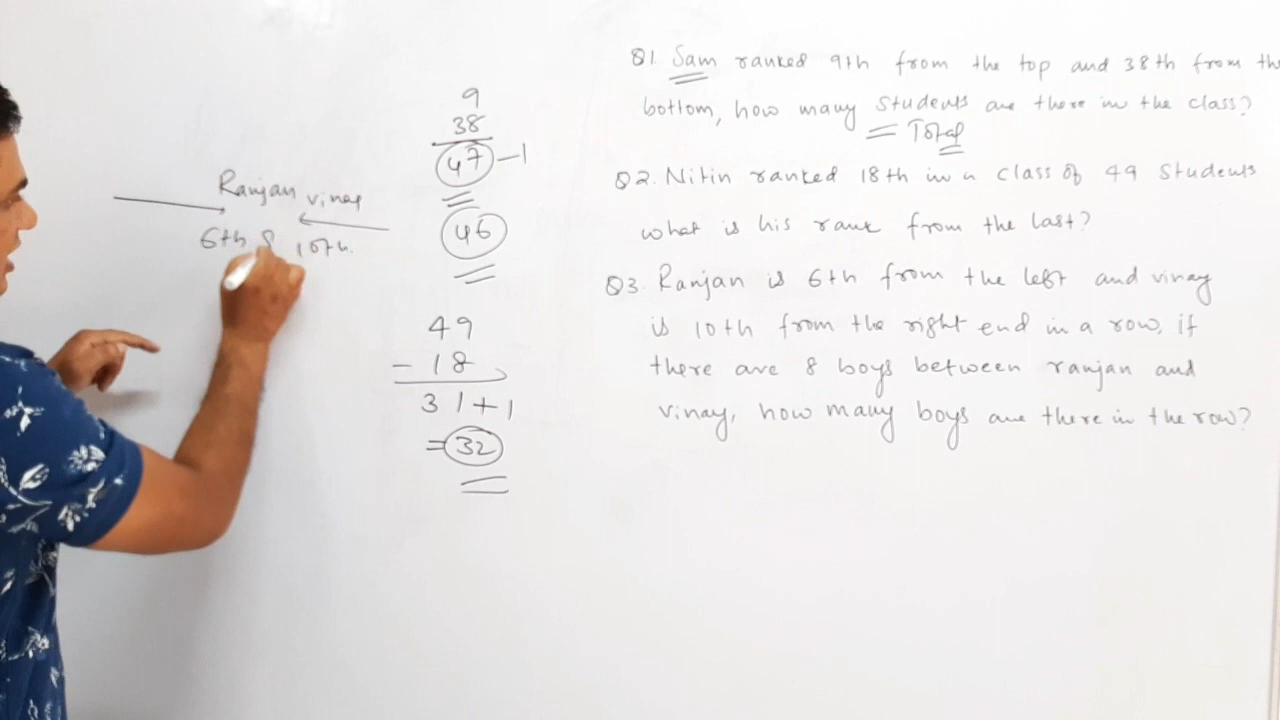 Q1. Sam ranked 9th from the top and 38th from the
bottom, how many students are there in the class?
= Total
Q2. Nitin ranked 18th in a class of 49 students
what is his rank from the last?
Q3. Ranjan is 6th from the left and vinay
is 10th from the right end in a row, if
there are 8 boys between ranjan and
vinay, how many boys are there in the row?
9
38
47 - 1
46
49
- 18
31 + 1
= 32
Ranjan vinay
6th 8 10th.